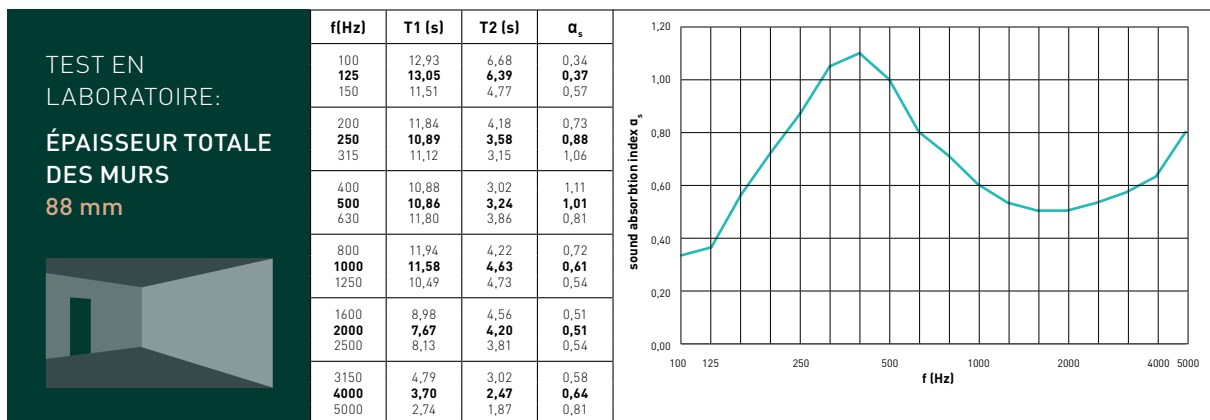 TEST EN
LABORATOIRE:
ÉPAISSEUR TOTALE
DES MURS
88 mm
f(Hz) T1 (s) T2 (s) αs
100 12,93 6,68 0,34
125 13,05 6,39 0,37
150 11,51 4,77 0,57
200 11,84 4,18 0,73
250 10,89 3,58 0,88
315 11,12 3,15 1,06
400 10,88 3,02 1,11
500 10,86 3,24 1,01
630 11,80 3,86 0,81
800 11,94 4,22 0,72
1000 11,58 4,63 0,61
1250 10,49 4,73 0,54
1600 8,98 4,56 0,51
2000 7,67 4,20 0,51
2500 8,13 3,81 0,54
3150 4,79 3,02 0,58
4000 3,70 2,47 0,64
5000 2,74 1,87 0,81
sound absorbtion index αs
1,20
1,00
0,80
0,60
0,40
0,20
0,00
100 125 250 500 1000 2000 4000 5000
f (Hz)